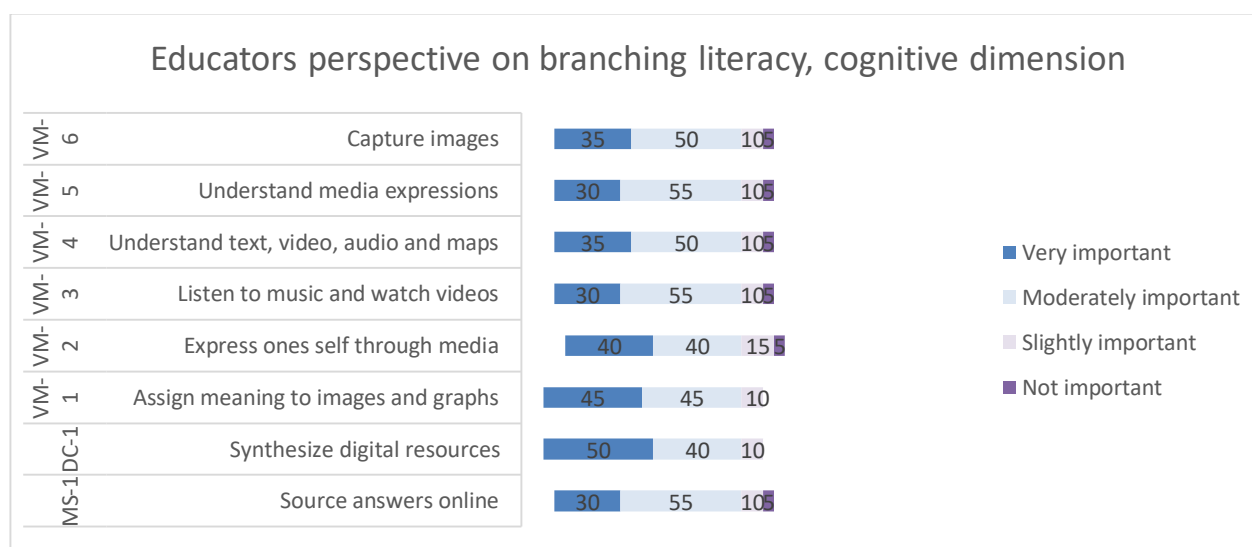 Educators perspective on branching literacy, cognitive dimension
VM-6 Capture images 35 50 10 5
VM-5 Understand media expressions 30 55 10 5
VM-4 Understand text, video, audio and maps 35 50 10 5
VM-3 Listen to music and watch videos 30 55 10 5
VM-2 Express ones self through media 40 40 15 5
VM-1 Assign meaning to images and graphs 45 45 10
DC-1 Synthesize digital resources 50 40 10
MS-1 Source answers online 30 55 10 5
Very important
Moderately important
Slightly important
Not important